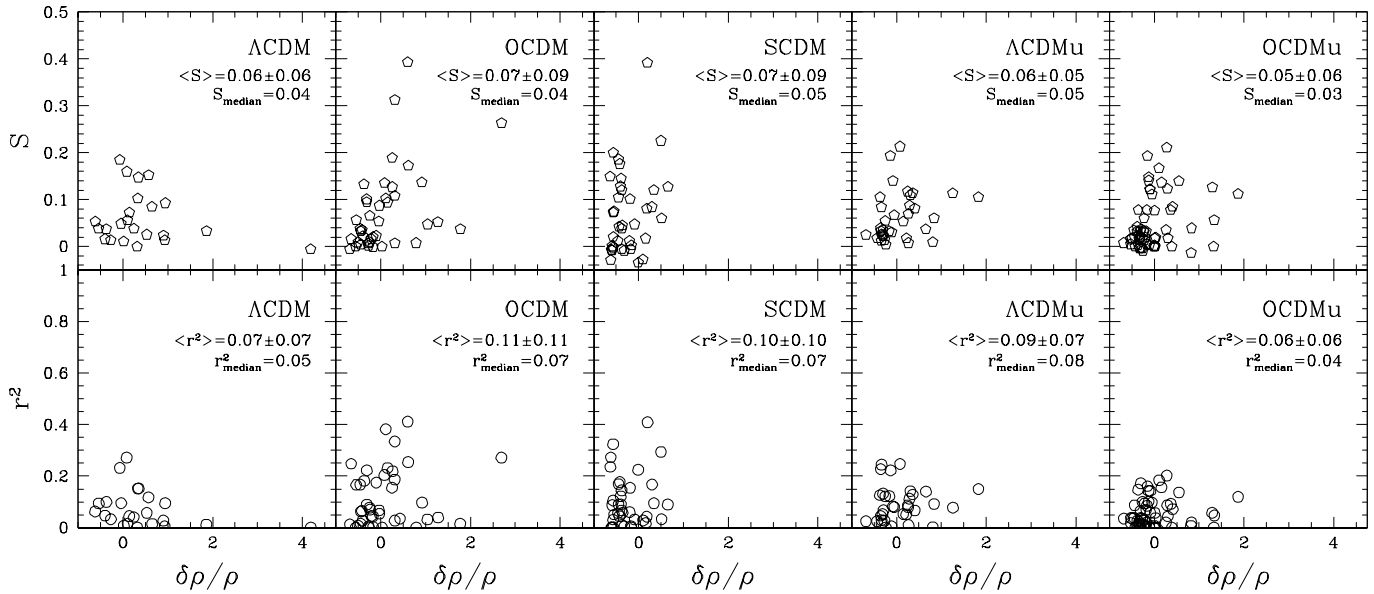 0.5
0.4
0.3
0.2
0.1
0
S
ΛCDM
<S>=0.06±0.06
S_median=0.04
OCDM
<S>=0.07±0.09
S_median=0.04
SCDM
<S>=0.07±0.09
S_median=0.05
ΛCDMu
<S>=0.06±0.05
S_median=0.05
OCDMu
<S>=0.05±0.06
S_median=0.03
1
0.8
0.6
0.4
0.2
0
r²
ΛCDM
<r²>=0.07±0.07
r²_median=0.05
OCDM
<r²>=0.11±0.11
r²_median=0.07
SCDM
<r²>=0.10±0.10
r²_median=0.07
ΛCDMu
<r²>=0.09±0.07
r²_median=0.08
OCDMu
<r²>=0.06±0.06
r²_median=0.04
0 2 4 0 2 4 0 2 4 0 2 4 0 2 4
δρ/ρ δρ/ρ δρ/ρ δρ/ρ δρ/ρ